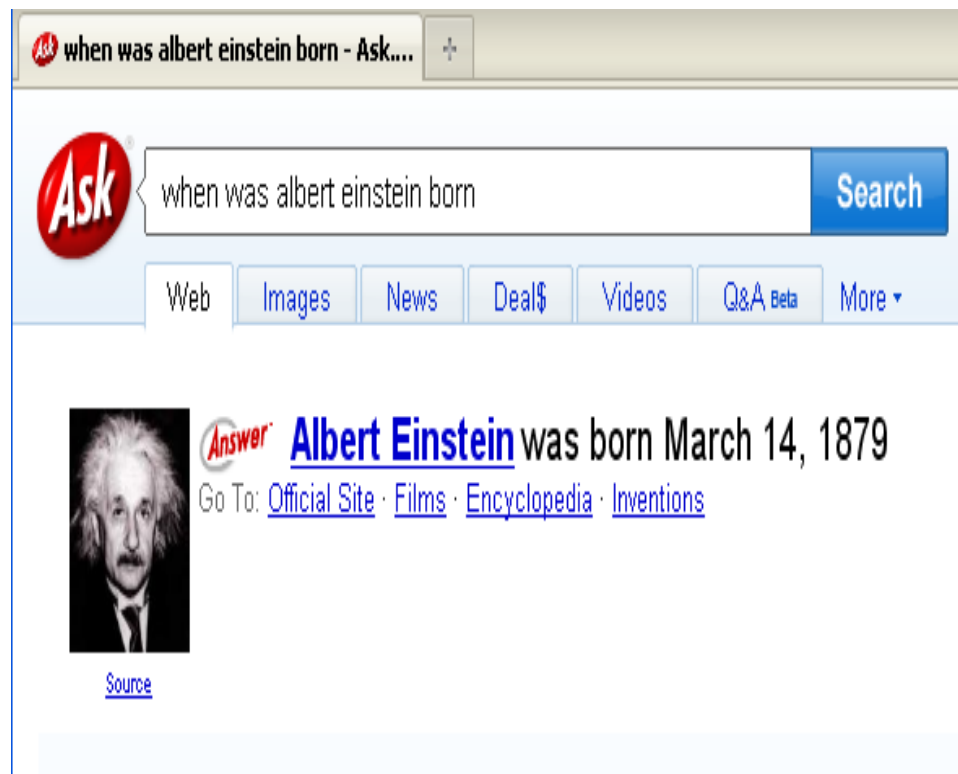 Ask when was albert einstein born - Ask.... +
Ask ® when was albert einstein born Search
Web Images News Deal$ Videos Q&A Beta More ▾
Answer Albert Einstein was born March 14, 1879
Go To: Official Site · Films · Encyclopedia · Inventions
Source